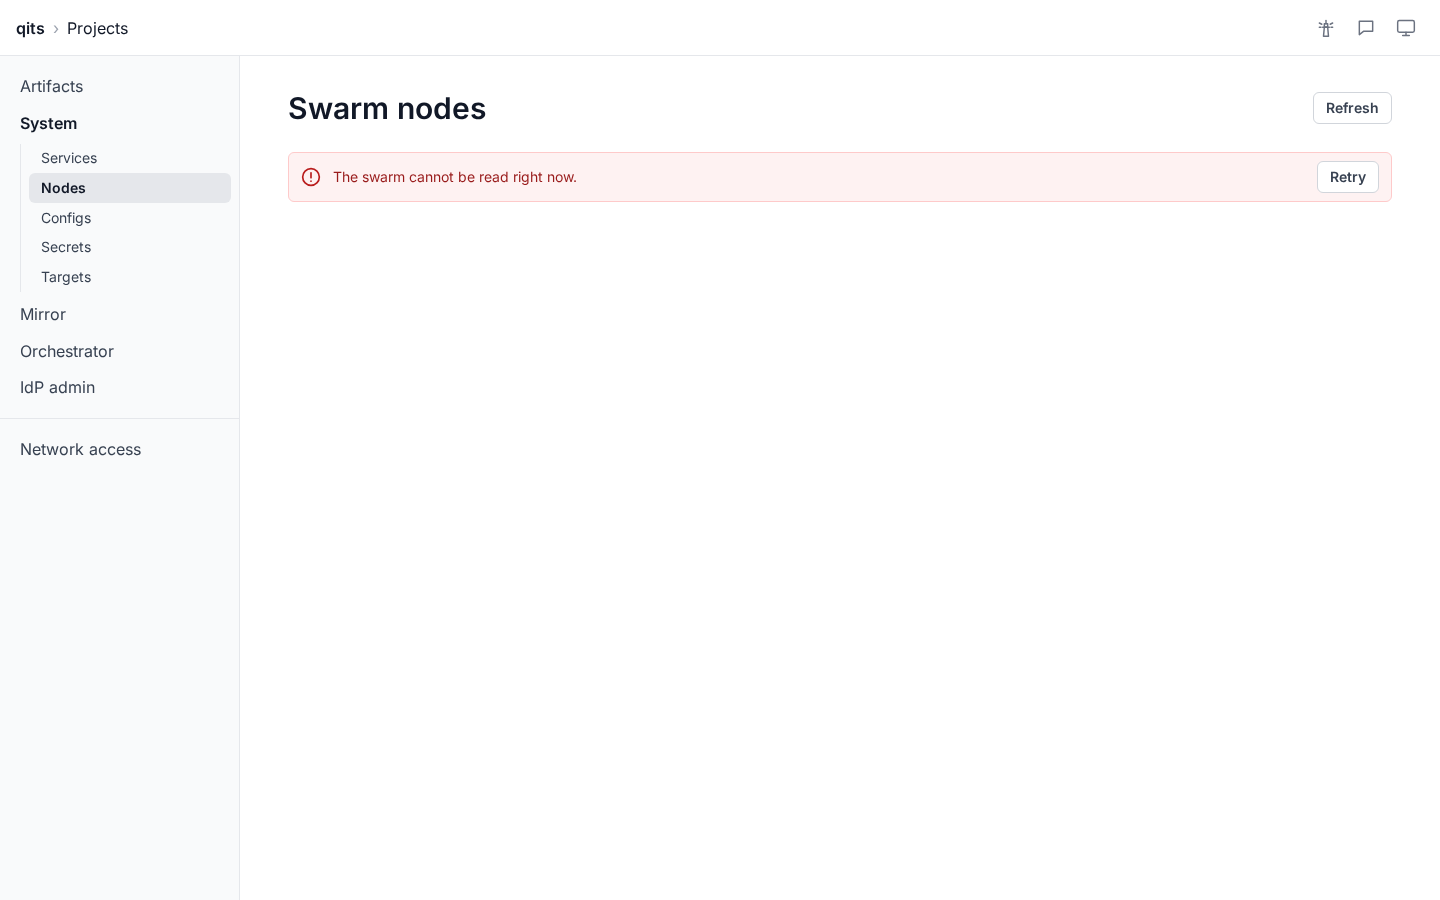 qits › Projects
Artifacts
System
Services
Nodes
Configs
Secrets
Targets
Mirror
Orchestrator
IdP admin
Network access
Swarm nodes
Refresh
The swarm cannot be read right now.
Retry